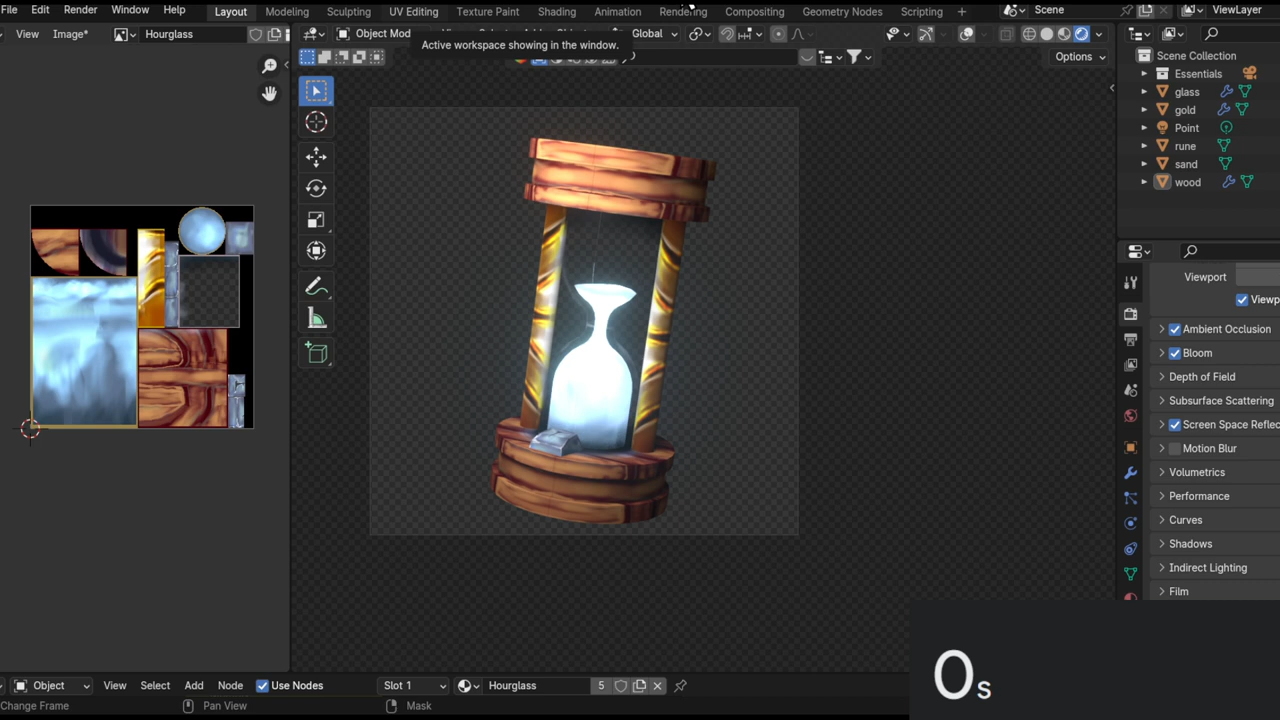 File Edit Render Window Help Layout Modeling Sculpting UV Editing Texture Paint Shading Animation Rendering Compositing Geometry Nodes Scripting + Scene ViewLayer
View Image* Hourglass Object Mod Global
Active workspace showing in the window.
Options
Scene Collection
Essentials
glass
gold
Point
rune
sand
wood
Viewport
Viewp
Ambient Occlusion
Bloom
Depth of Field
Subsurface Scattering
Screen Space Reflec
Motion Blur
Volumetrics
Performance
Curves
Shadows
Indirect Lighting
Film
0s
Object View Select Add Node Use Nodes Slot 1 Hourglass 5
Change Frame Pan View Mask